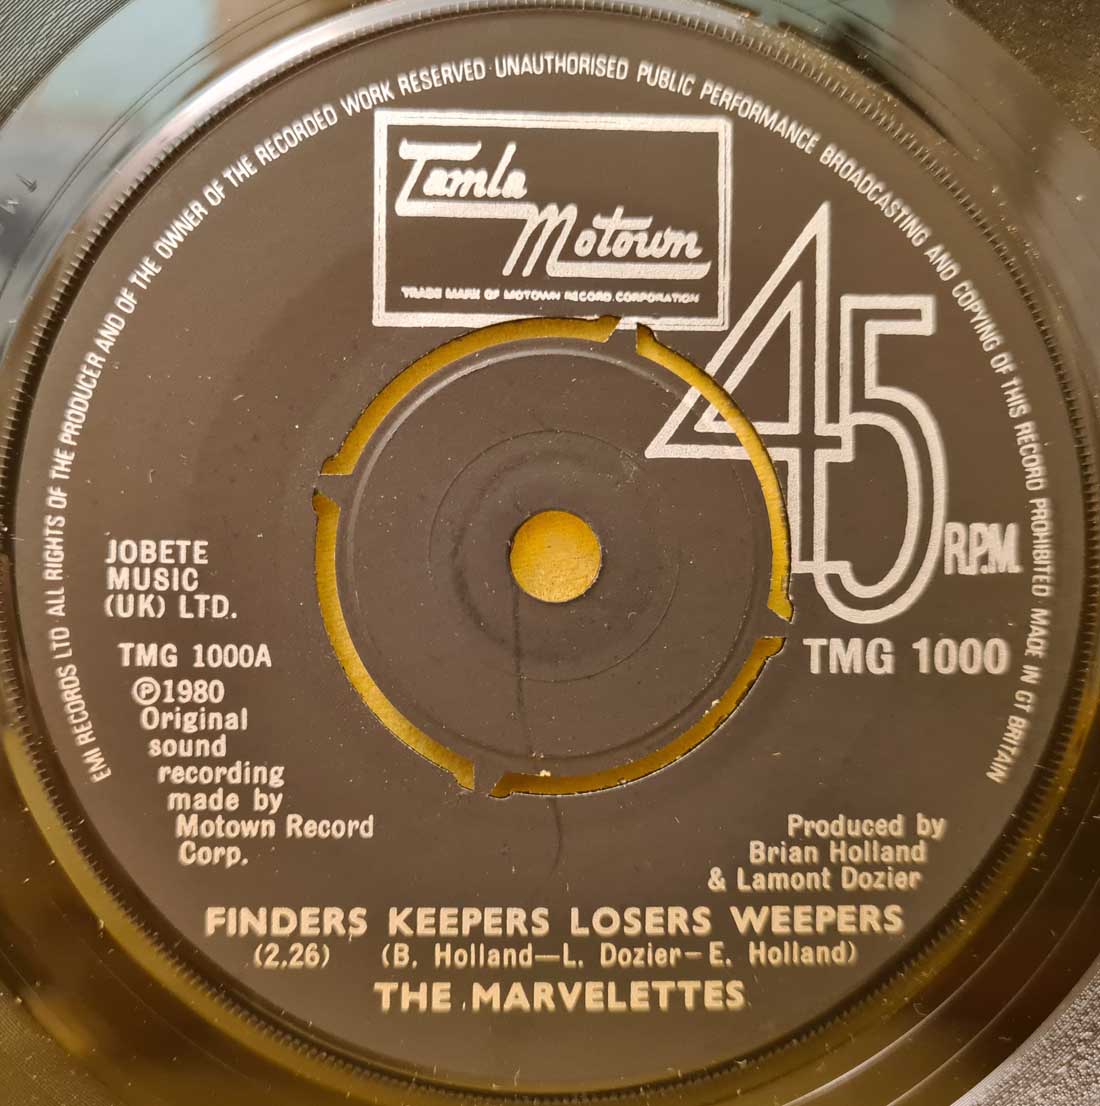 EMI RECORDS LTD · ALL RIGHTS OF THE PRODUCER AND OF THE OWNER OF THE RECORDED WORK RESERVED · UNAUTHORISED PUBLIC PERFORMANCE BROADCASTING AND COPYING OF THIS RECORD PROHIBITED MADE IN GT BRITAIN
Tamla
Motown
TRADE MARK OF MOTOWN RECORD CORPORATION
45
R.P.M.
TMG 1000
JOBETE
MUSIC
(UK) LTD.
TMG 1000A
℗1980
Original
sound
recording
made by
Motown Record
Corp.
Produced by
Brian Holland
& Lamont Dozier
FINDERS KEEPERS LOSERS WEEPERS
(2.26) (B. Holland—L. Dozier–E. Holland)
THE MARVELETTES